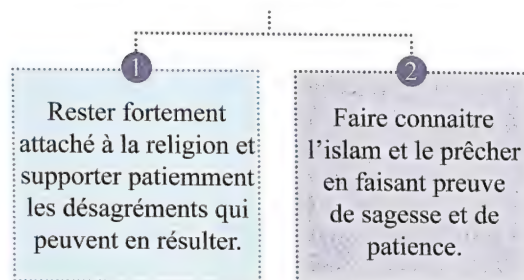 1
Rester fortement
attaché à la religion et
supporter patiemment
les désagréments qui
peuvent en résulter.
2
Faire connaitre
l'islam et le prêcher
en faisant preuve
de sagesse et de
patience.